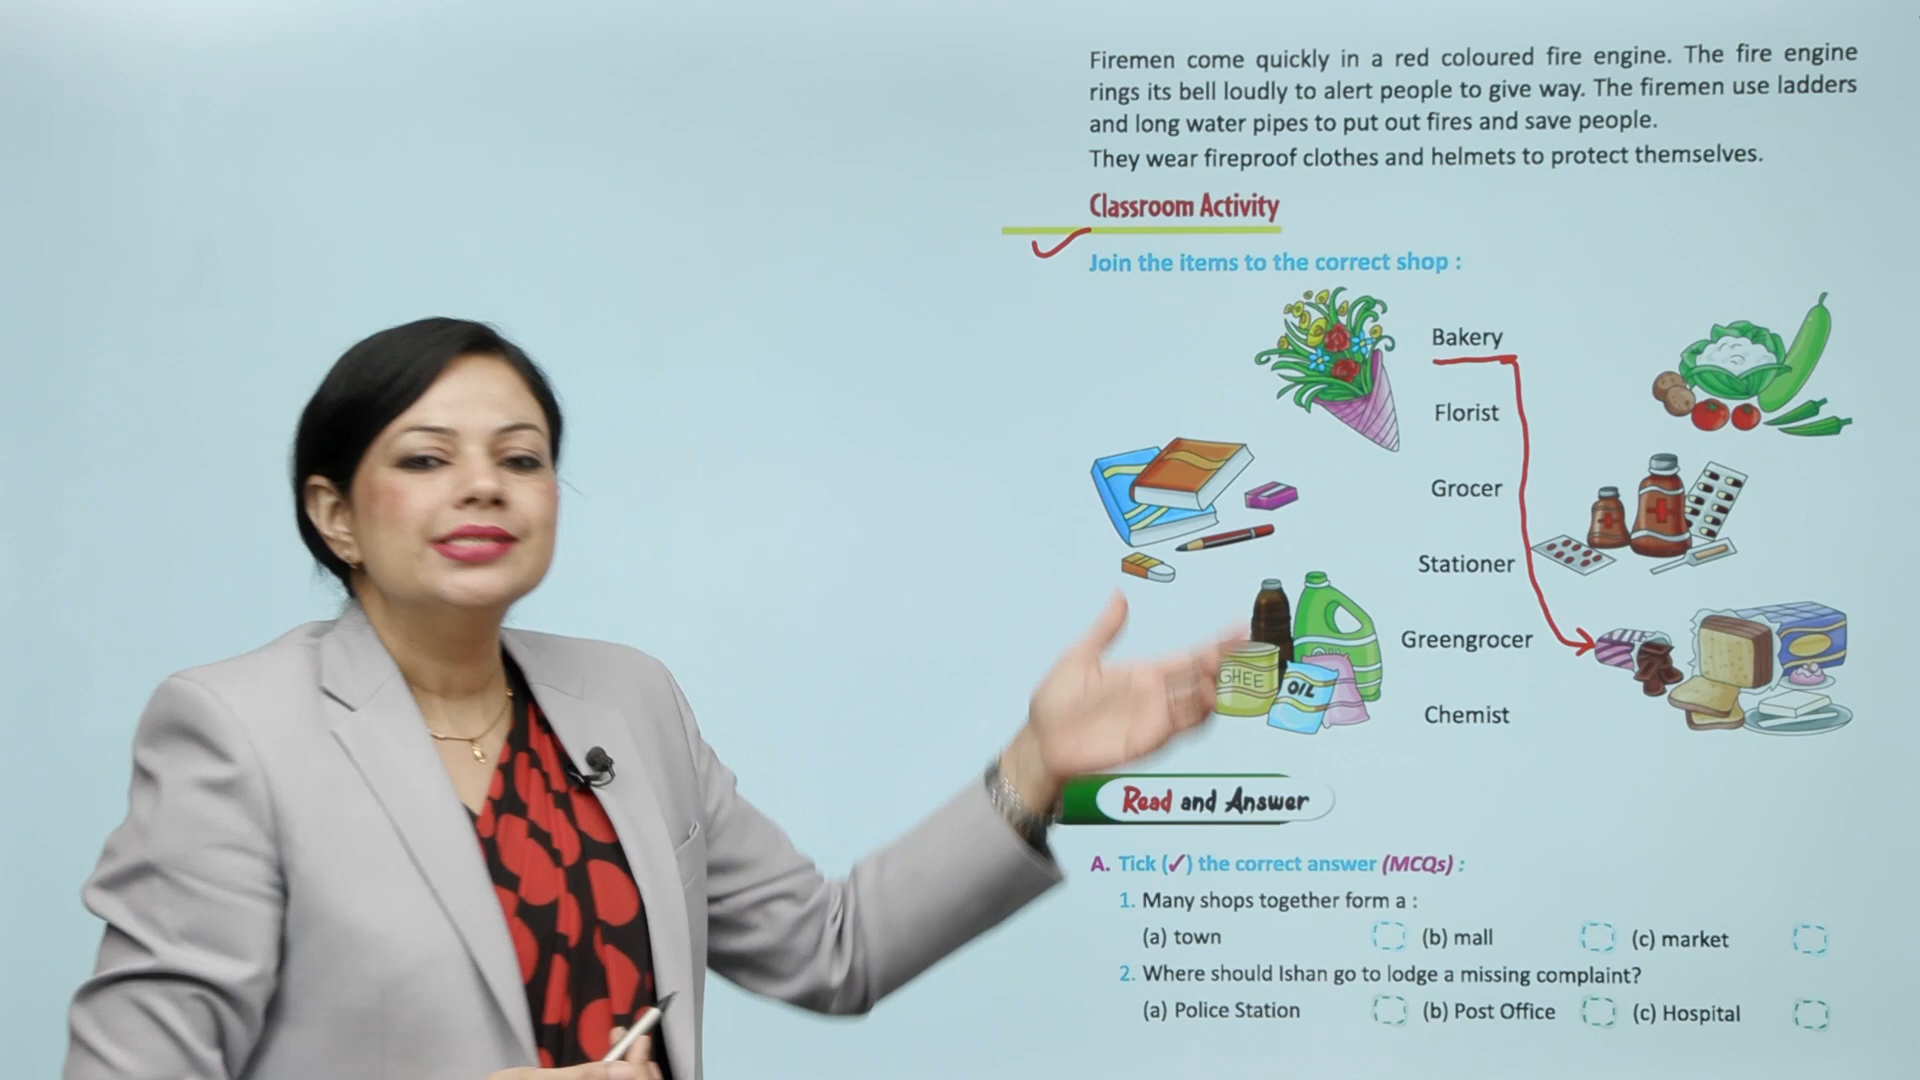 Firemen come quickly in a red coloured fire engine. The fire engine
rings its bell loudly to alert people to give way. The firemen use ladders
and long water pipes to put out fires and save people.
They wear fireproof clothes and helmets to protect themselves.
Classroom Activity
Join the items to the correct shop :
Bakery
Florist
Grocer
Stationer
Greengrocer
GHEE
OIL
Chemist
Read and Answer
A. Tick (✓) the correct answer (MCQs) :
1. Many shops together form a :
(a) town (b) mall (c) market
2. Where should Ishan go to lodge a missing complaint?
(a) Police Station (b) Post Office (c) Hospital